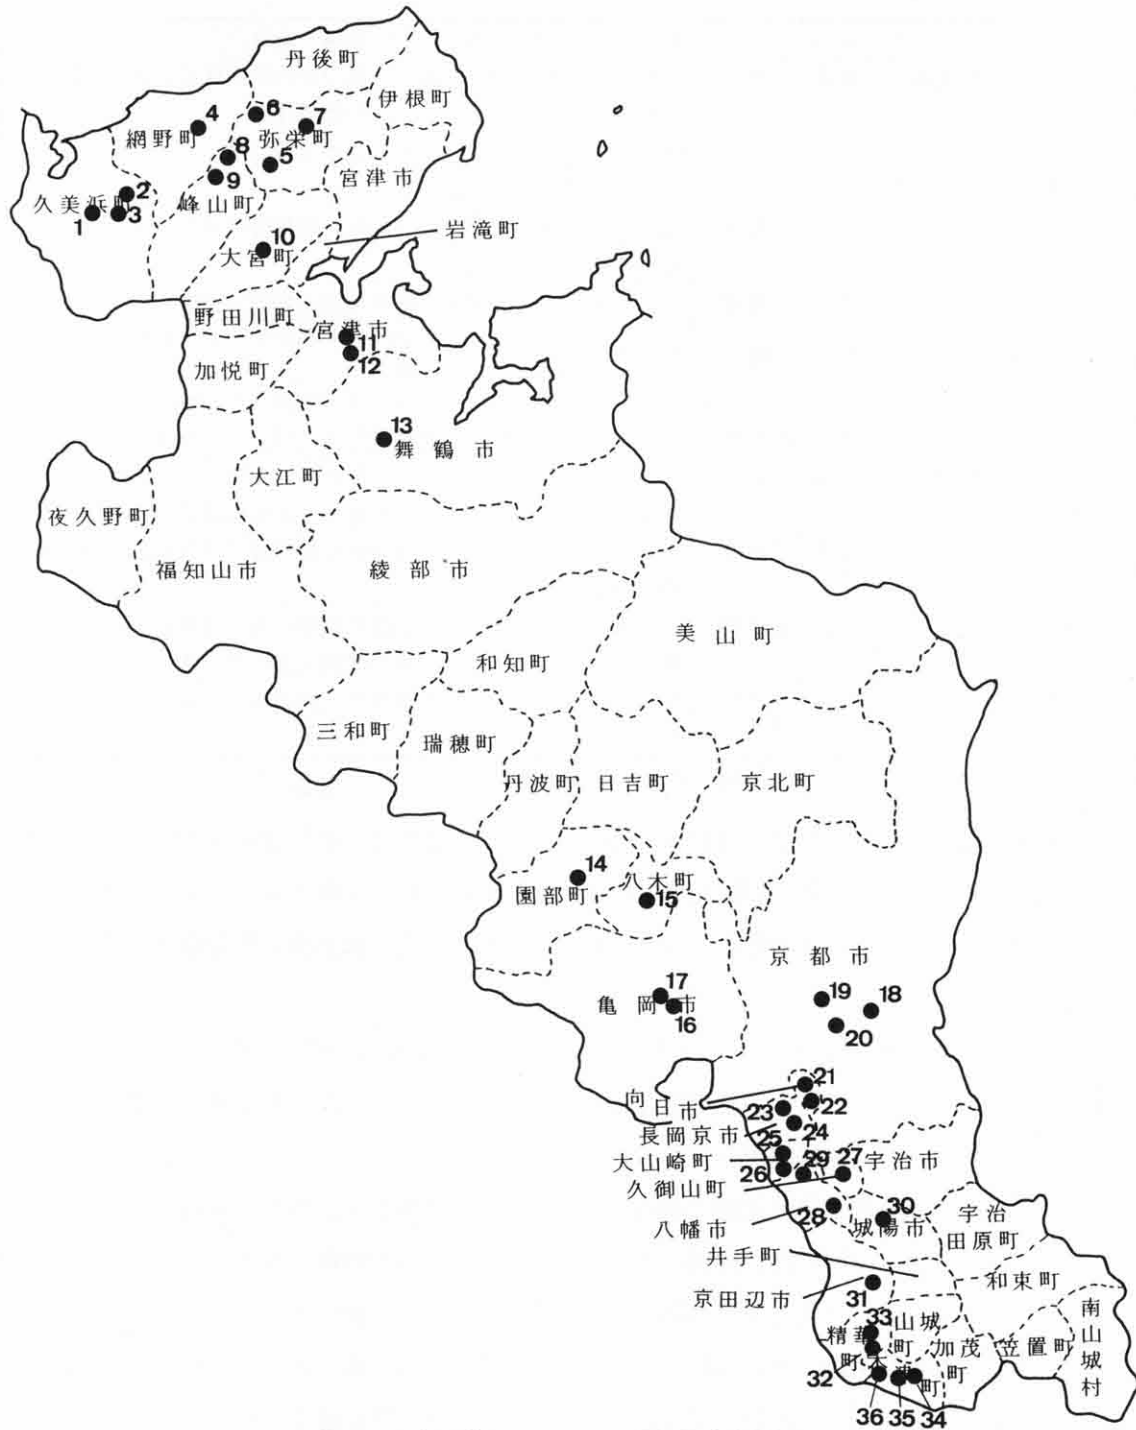 丹後町
伊根町
4
6
7
網野町
弥栄町
8
5
宮津市
9
2
久美浜町
峰山町
1
3
岩滝町
10
大宮町
野田川町
宮津市
11
加悦町
12
13
舞鶴市
大江町
夜久野町
福知山市
綾部市
美山町
和知町
三和町
瑞穂町
丹波町
日吉町
京北町
14
八木町
園部町
15
京都市
17
19
18
亀岡市
16
20
21
向日市
23
22
長岡京市
24
25
大山崎町
29
27
宇治市
26
久御山町
28
30
八幡市
城陽市
宇治
田原町
井手町
和束町
京田辺市
31
南山城村
33
山城町
精華町
加茂町
笠置町
32
木津町
36
35
34